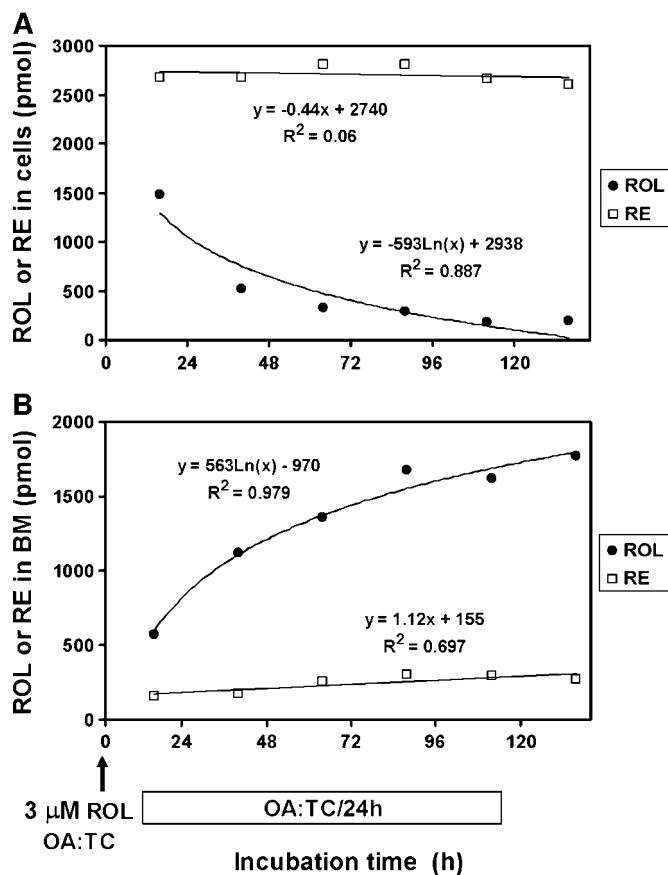 A
ROL or RE in cells (pmol)
3000
2500
2000
1500
1000
500
0
y = -0.44x + 2740
R² = 0.06
y = -593Ln(x) + 2938
R² = 0.887
ROL
RE
0 24 48 72 96 120
B
ROL or RE in BM (pmol)
2000
1500
1000
500
0
y = 563Ln(x) - 970
R² = 0.979
y = 1.12x + 155
R² = 0.697
ROL
RE
0 24 48 72 96 120
3 μM ROL
OA:TC
OA:TC/24h
Incubation time (h)